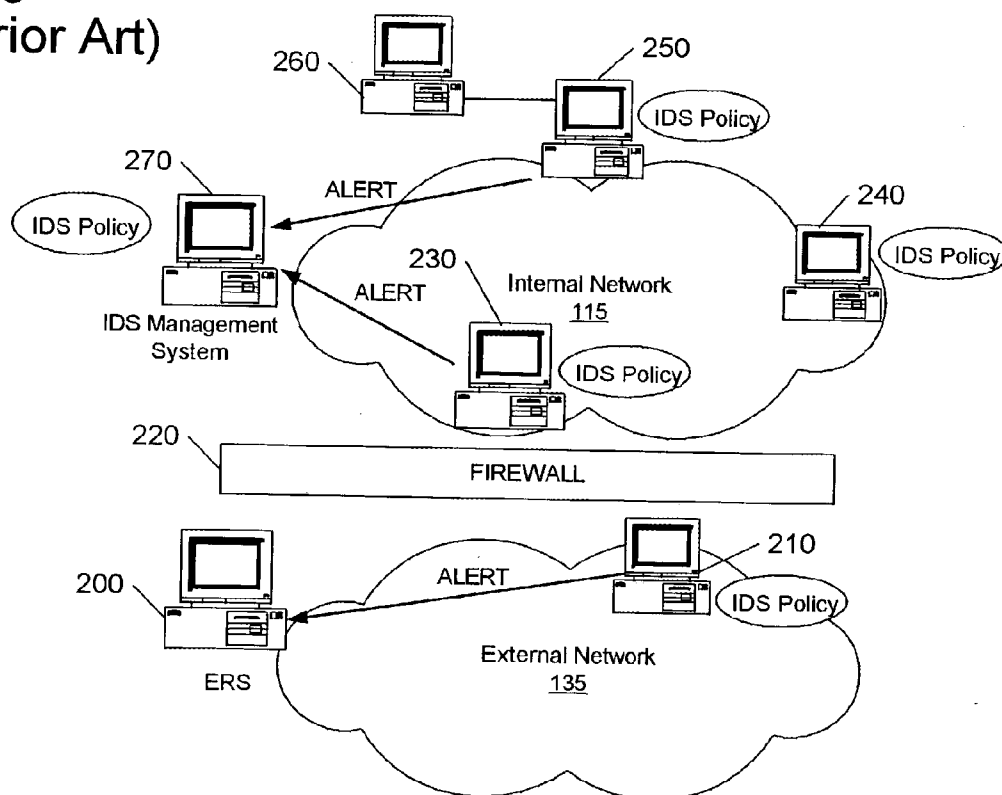 rior Art)
260
250
IDS Policy
270
ALERT
240
IDS Policy
IDS Policy
230
Internal Network
115
ALERT
IDS Management
System
IDS Policy
220
FIREWALL
210
200
ALERT
IDS Policy
External Network
135
ERS